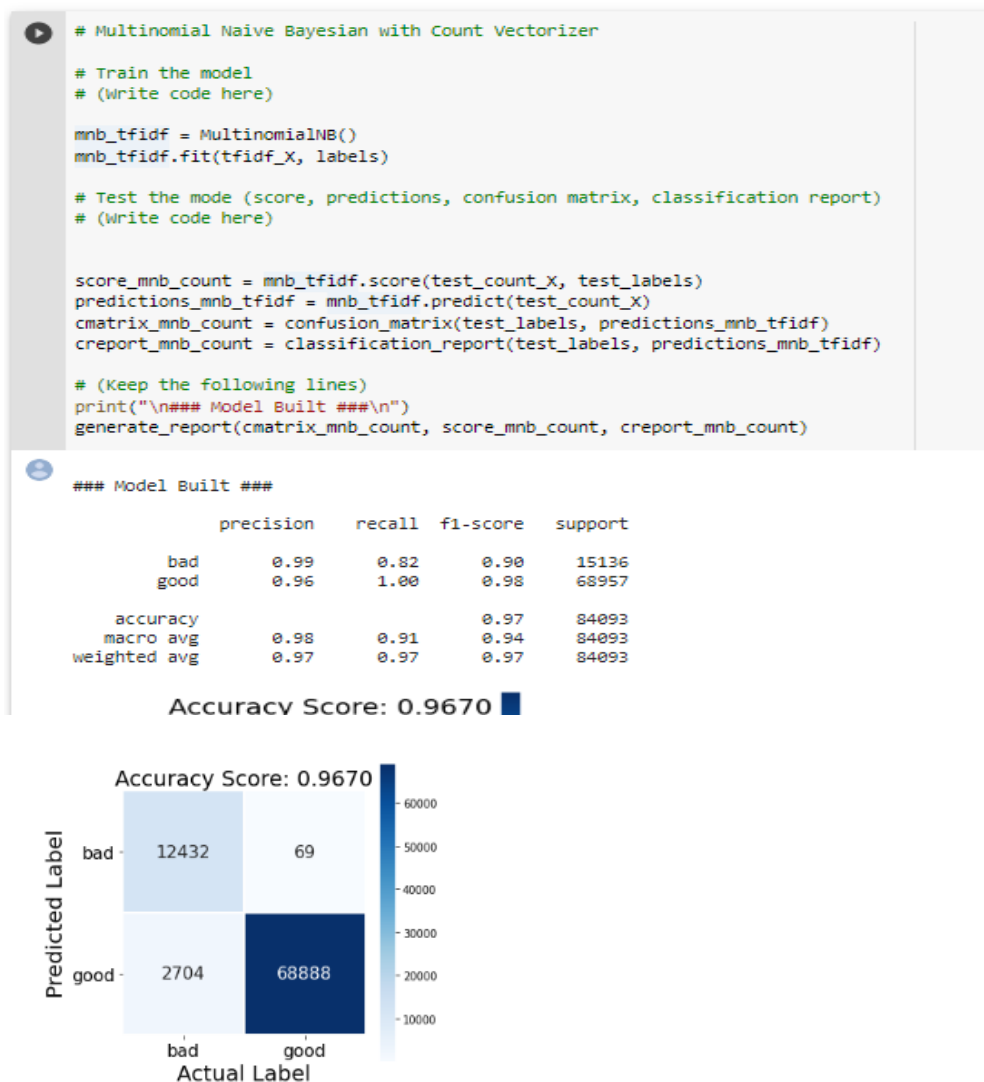 # Multinomial Naive Bayesian with Count Vectorizer
# Train the model
# (Write code here)
mnb_tfidf = MultinomialNB()
mnb_tfidf.fit(tfidf_X, labels)
# Test the mode (score, predictions, confusion matrix, classification report)
# (Write code here)
score_mnb_count = mnb_tfidf.score(test_count_X, test_labels)
predictions_mnb_tfidf = mnb_tfidf.predict(test_count_X)
cmatrix_mnb_count = confusion_matrix(test_labels, predictions_mnb_tfidf)
creport_mnb_count = classification_report(test_labels, predictions_mnb_tfidf)
# (Keep the following lines)
print("\n### Model Built ###\n")
generate_report(cmatrix_mnb_count, score_mnb_count, creport_mnb_count)
### Model Built ###
precision recall f1-score support
bad 0.99 0.82 0.90 15136
good 0.96 1.00 0.98 68957
accuracy 0.97 84093
macro avg 0.98 0.91 0.94 84093
weighted avg 0.97 0.97 0.97 84093
Accuracy Score: 0.9670
Accuracy Score: 0.9670
60000
50000
40000
30000
20000
10000
Predicted Label
bad 12432 69
good 2704 68888
bad good
Actual Label